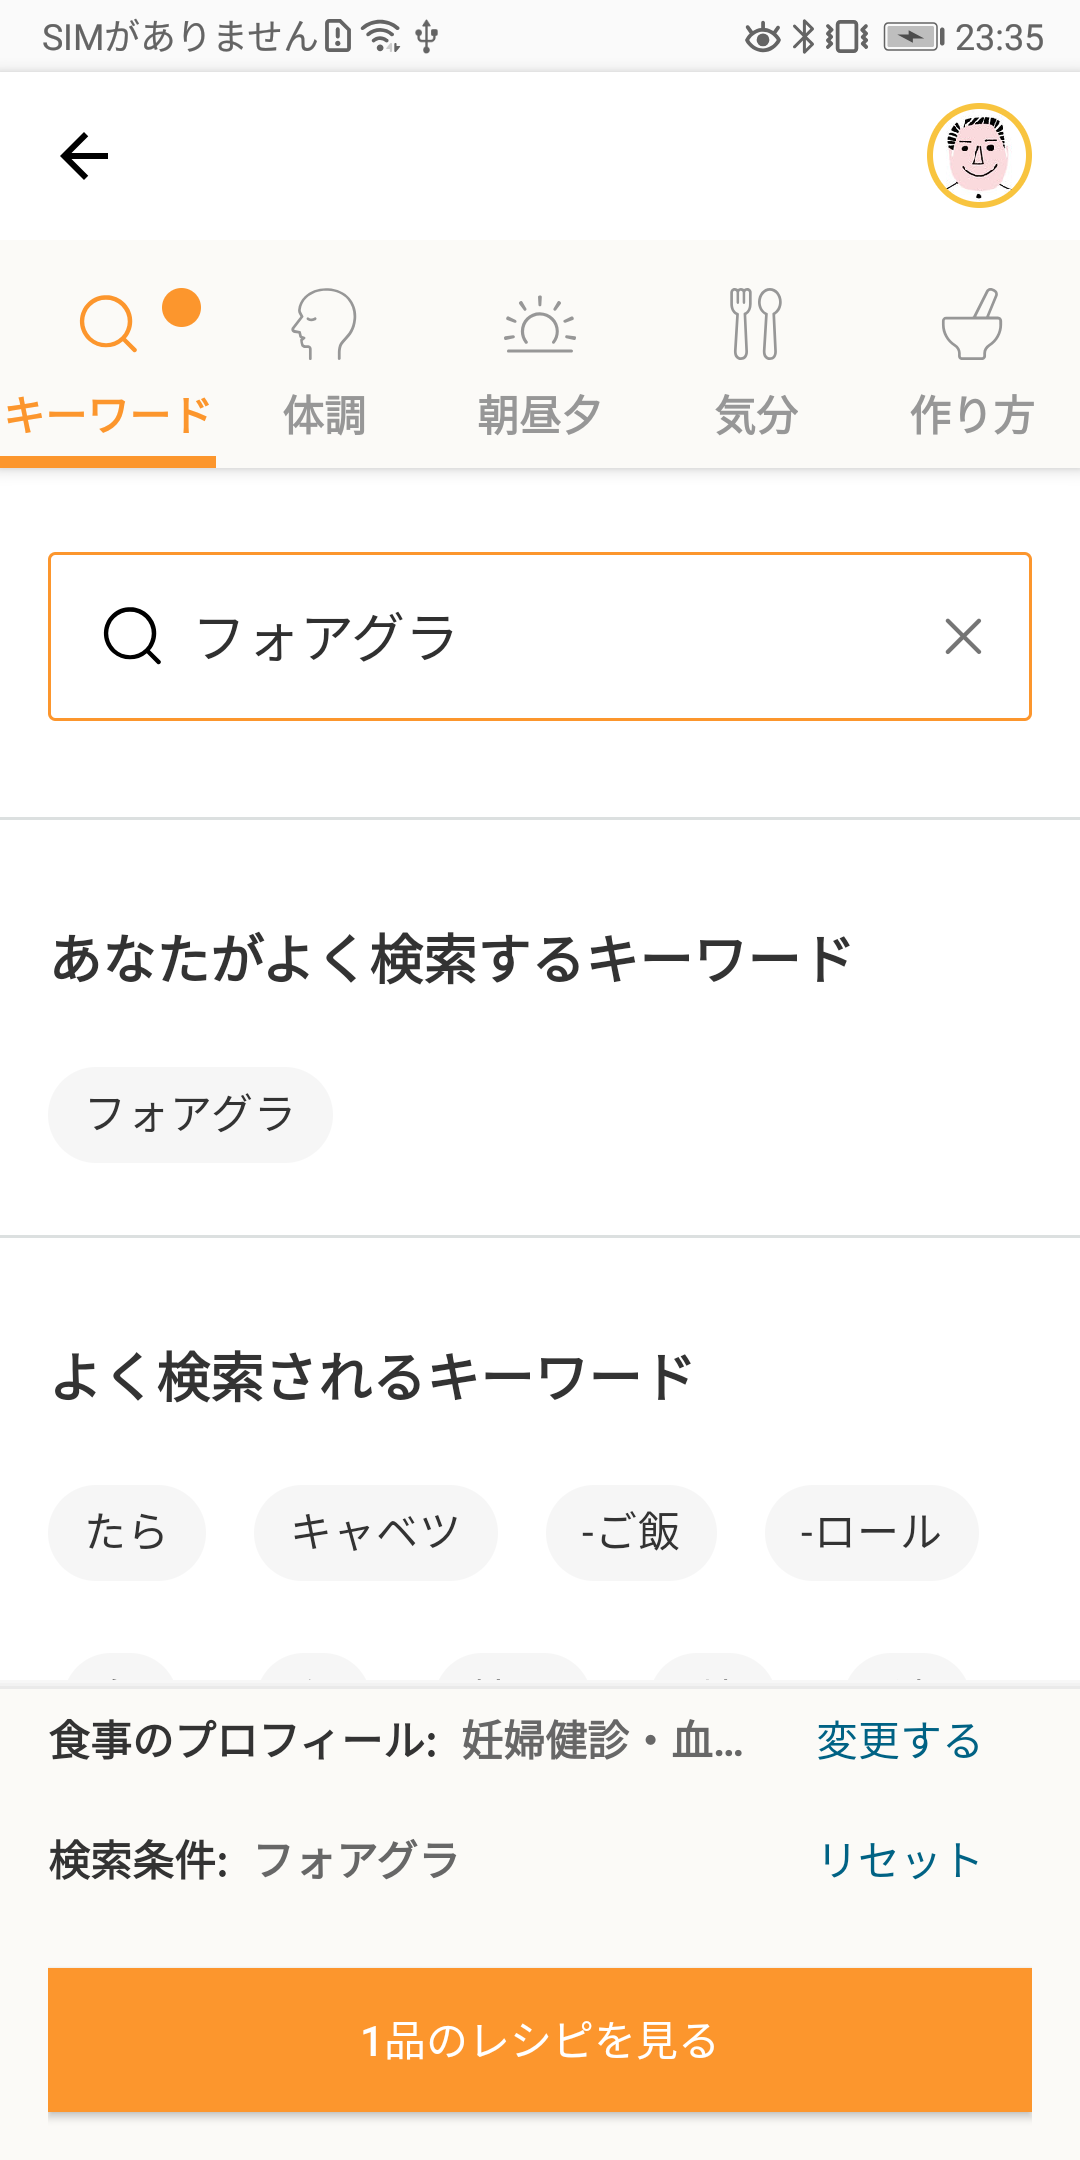 SIMがありません 23:35
キーワード 体調 朝昼夕 気分 作り方
フォアグラ
あなたがよく検索するキーワード
フォアグラ
よく検索されるキーワード
たら キャベツ -ご飯 -ロール
食事のプロフィール: 妊婦健診・血... 変更する
検索条件: フォアグラ リセット
1品のレシピを見る